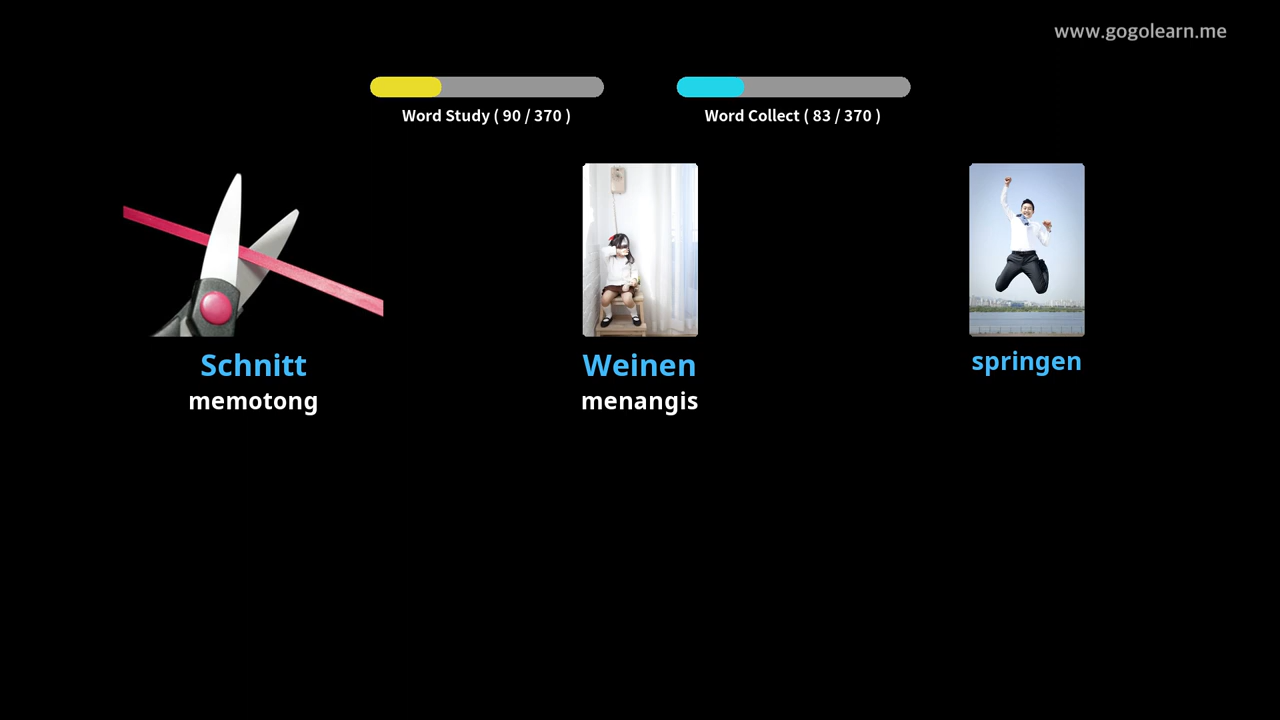 www.gogolearn.me
Word Study ( 90 / 370 )
Word Collect ( 83 / 370 )
Schnitt
memotong
Weinen
menangis
springen